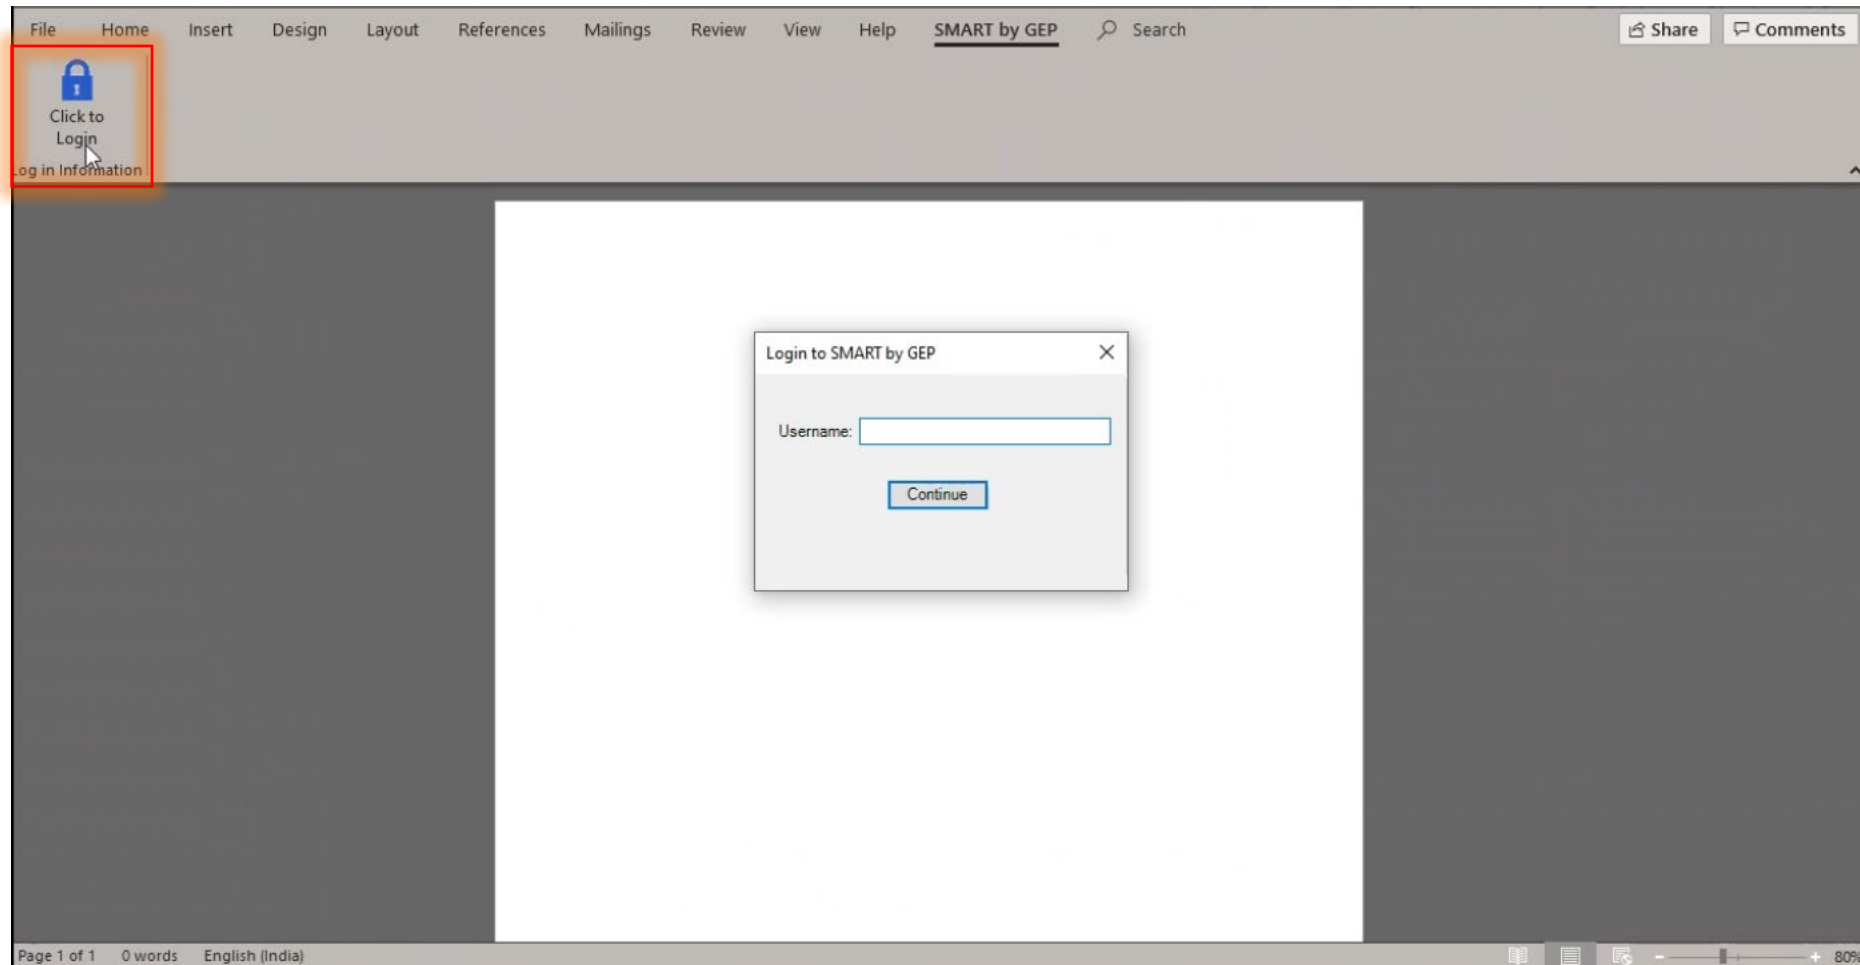 File Home Insert Design Layout References Mailings Review View Help SMART by GEP Search Share Comments
Click to
Login
Log in Information
Login to SMART by GEP
Username:
Continue
Page 1 of 1 0 words English (India) 80%